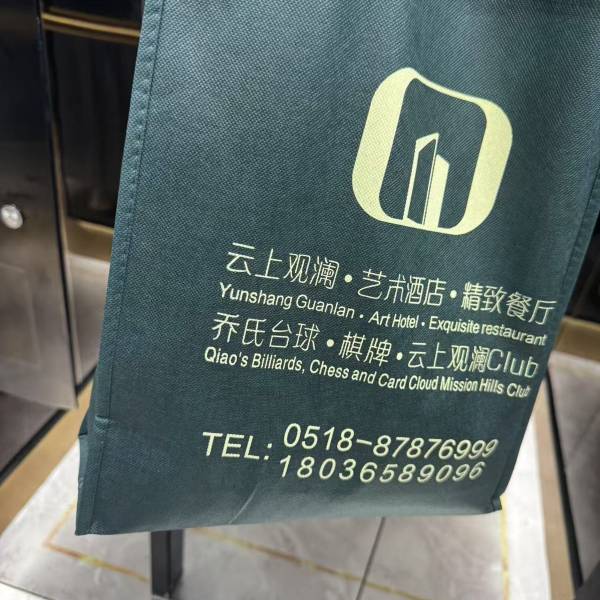 云上观澜·艺术酒店·精致餐厅
Yunshang Guanlan · Art Hotel · Exquisite restaurant
乔氏台球·棋牌·云上观澜Club
Qiao's Billiards, Chess and Card Cloud Mission Hills Club
TEL: 0518-87876999
18036589096